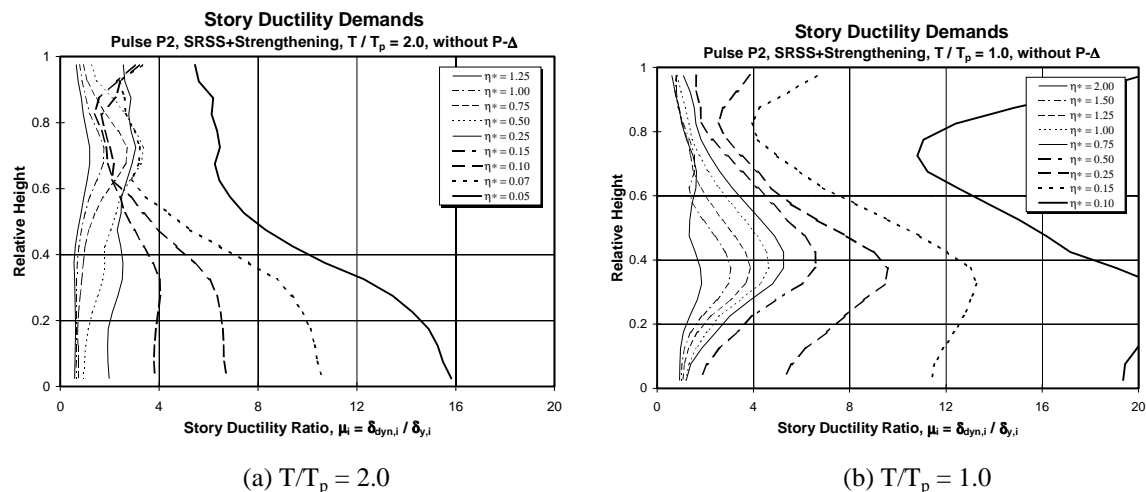 Story Ductility Demands
Pulse P2, SRSS+Strengthening, T / Tp = 2.0, without P-Δ
Relative Height
1
0.8
0.6
0.4
0.2
0
0 4 8 12 16 20
η* = 1.25
η* = 1.00
η* = 0.75
η* = 0.50
η* = 0.25
η* = 0.15
η* = 0.10
η* = 0.07
η* = 0.05
Story Ductility Ratio, μi = δdyn,i / δy,i
(a) T/Tp = 2.0
Story Ductility Demands
Pulse P2, SRSS+Strengthening, T / Tp = 1.0, without P-Δ
Relative Height
1
0.8
0.6
0.4
0.2
0
0 4 8 12 16 20
η* = 2.00
η* = 1.50
η* = 1.25
η* = 1.00
η* = 0.75
η* = 0.50
η* = 0.25
η* = 0.15
η* = 0.10
Story Ductility Ratio, μi = δdyn,i / δy,i
(b) T/Tp = 1.0